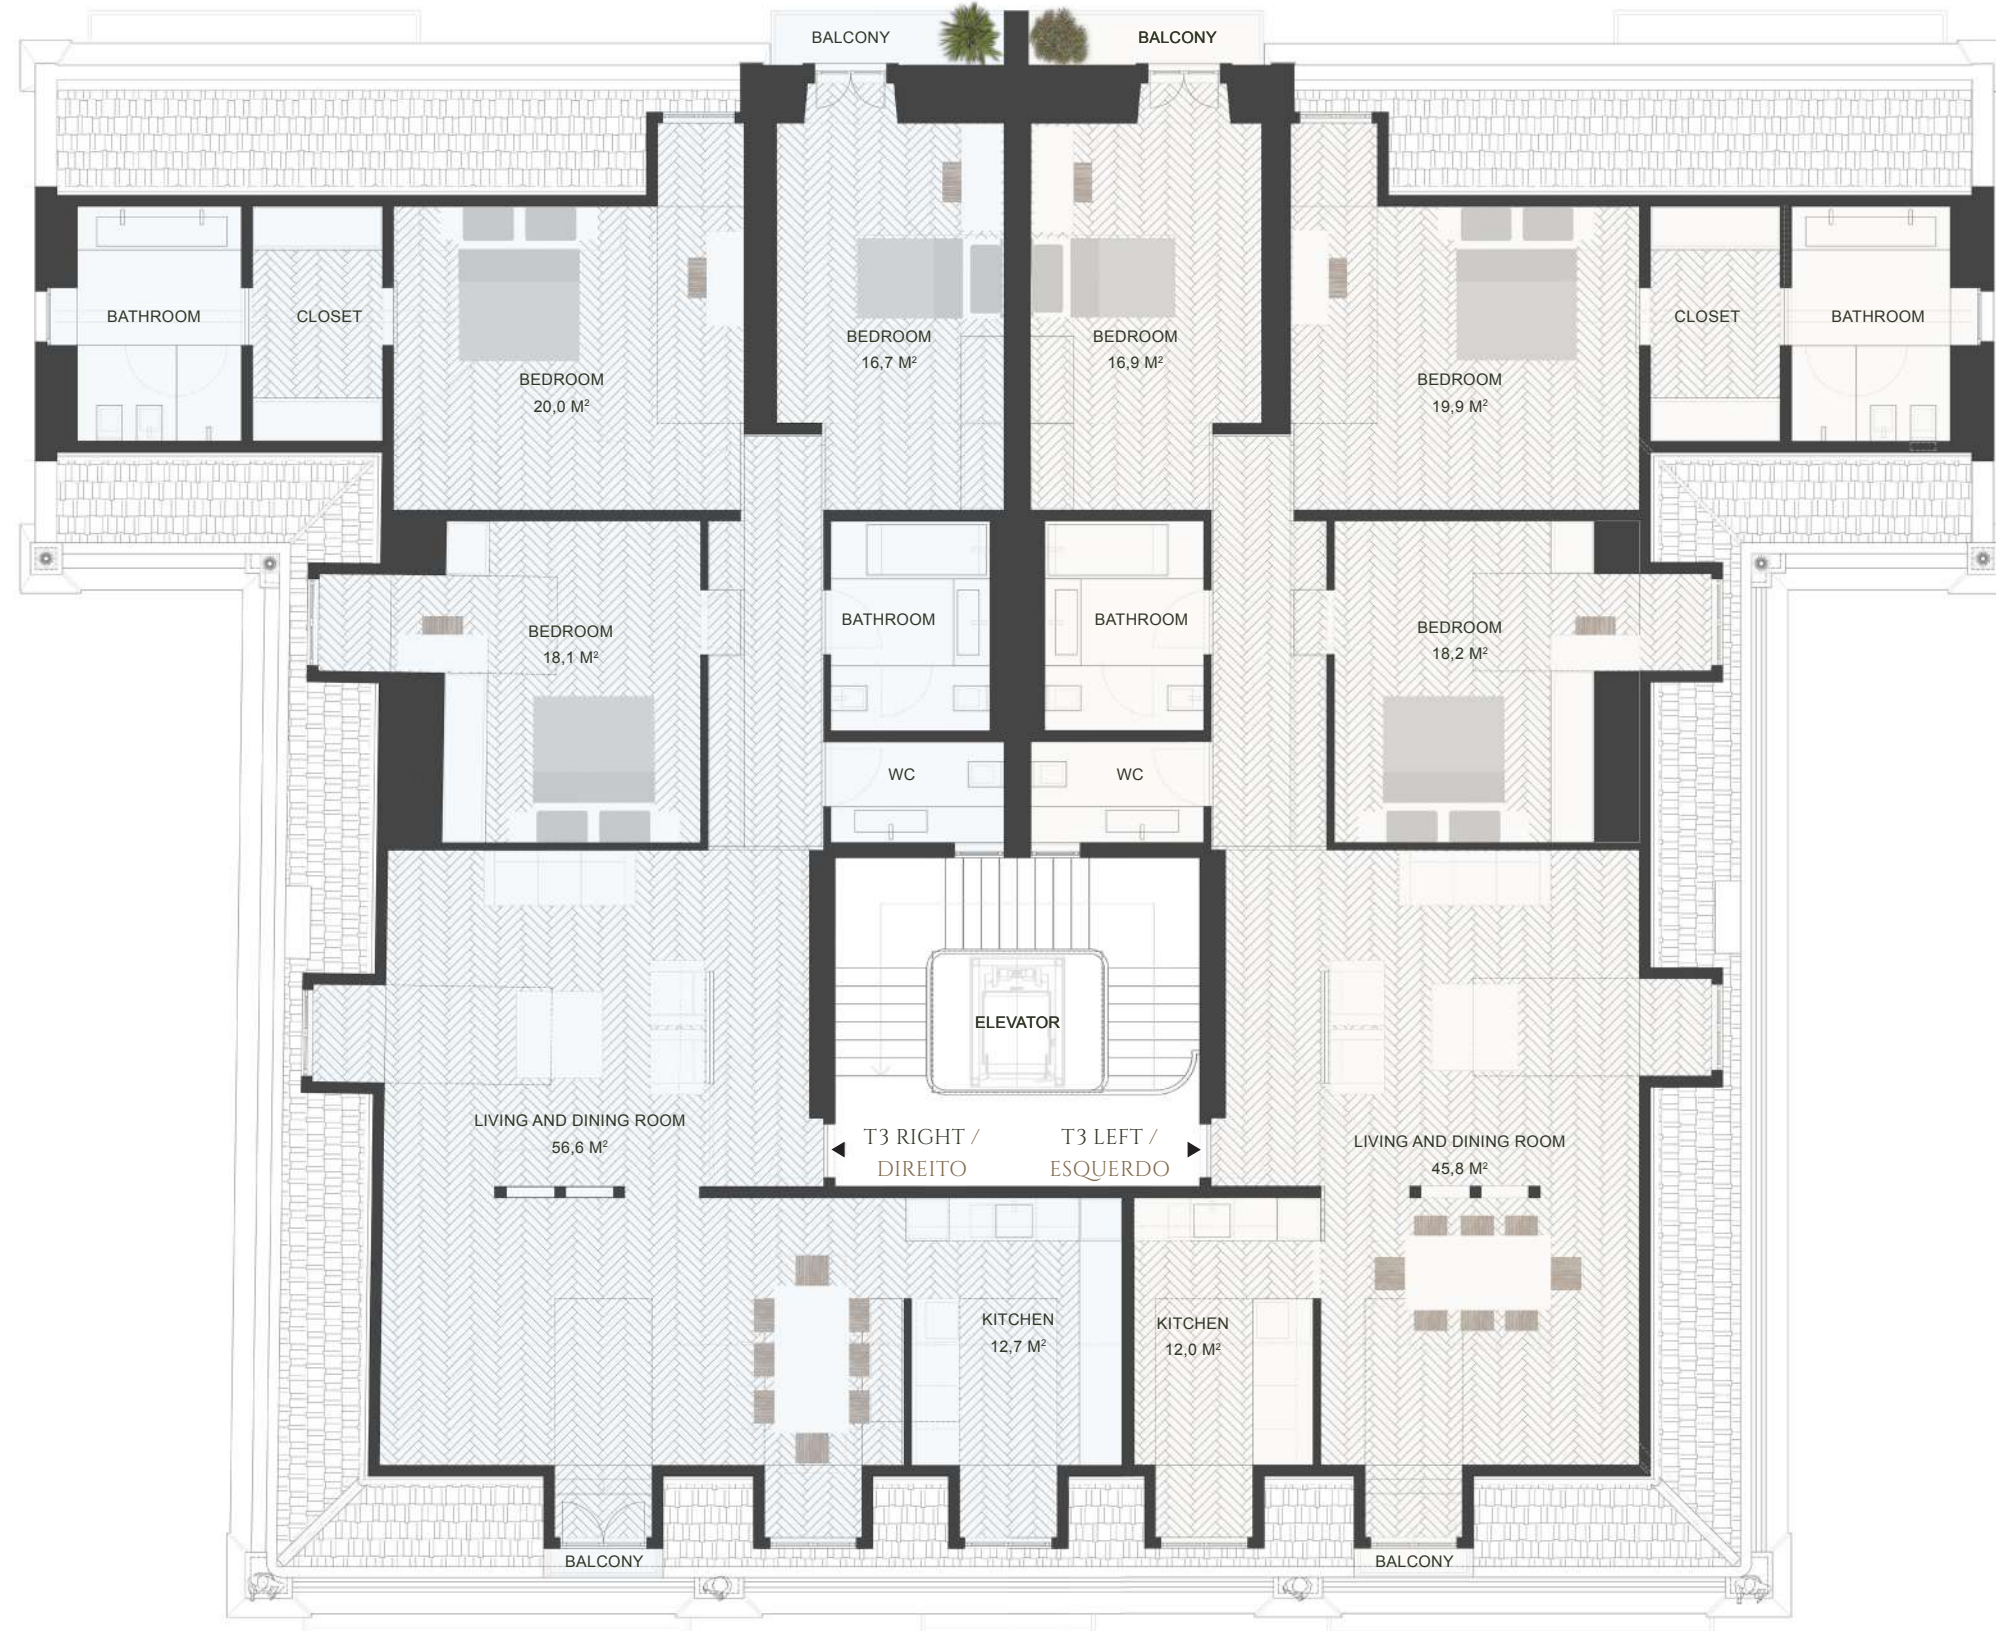 BALCONY
BALCONY
BATHROOM
CLOSET
BEDROOM
20,0 M²
BEDROOM
16,7 M²
BEDROOM
16,9 M²
BEDROOM
19,9 M²
CLOSET
BATHROOM
BEDROOM
18,1 M²
BATHROOM
BATHROOM
BEDROOM
18,2 M²
WC
WC
ELEVATOR
LIVING AND DINING ROOM
56,6 M²
T3 RIGHT /
DIREITO
T3 LEFT /
ESQUERDO
LIVING AND DINING ROOM
45,8 M²
KITCHEN
12,7 M²
KITCHEN
12,0 M²
BALCONY
BALCONY